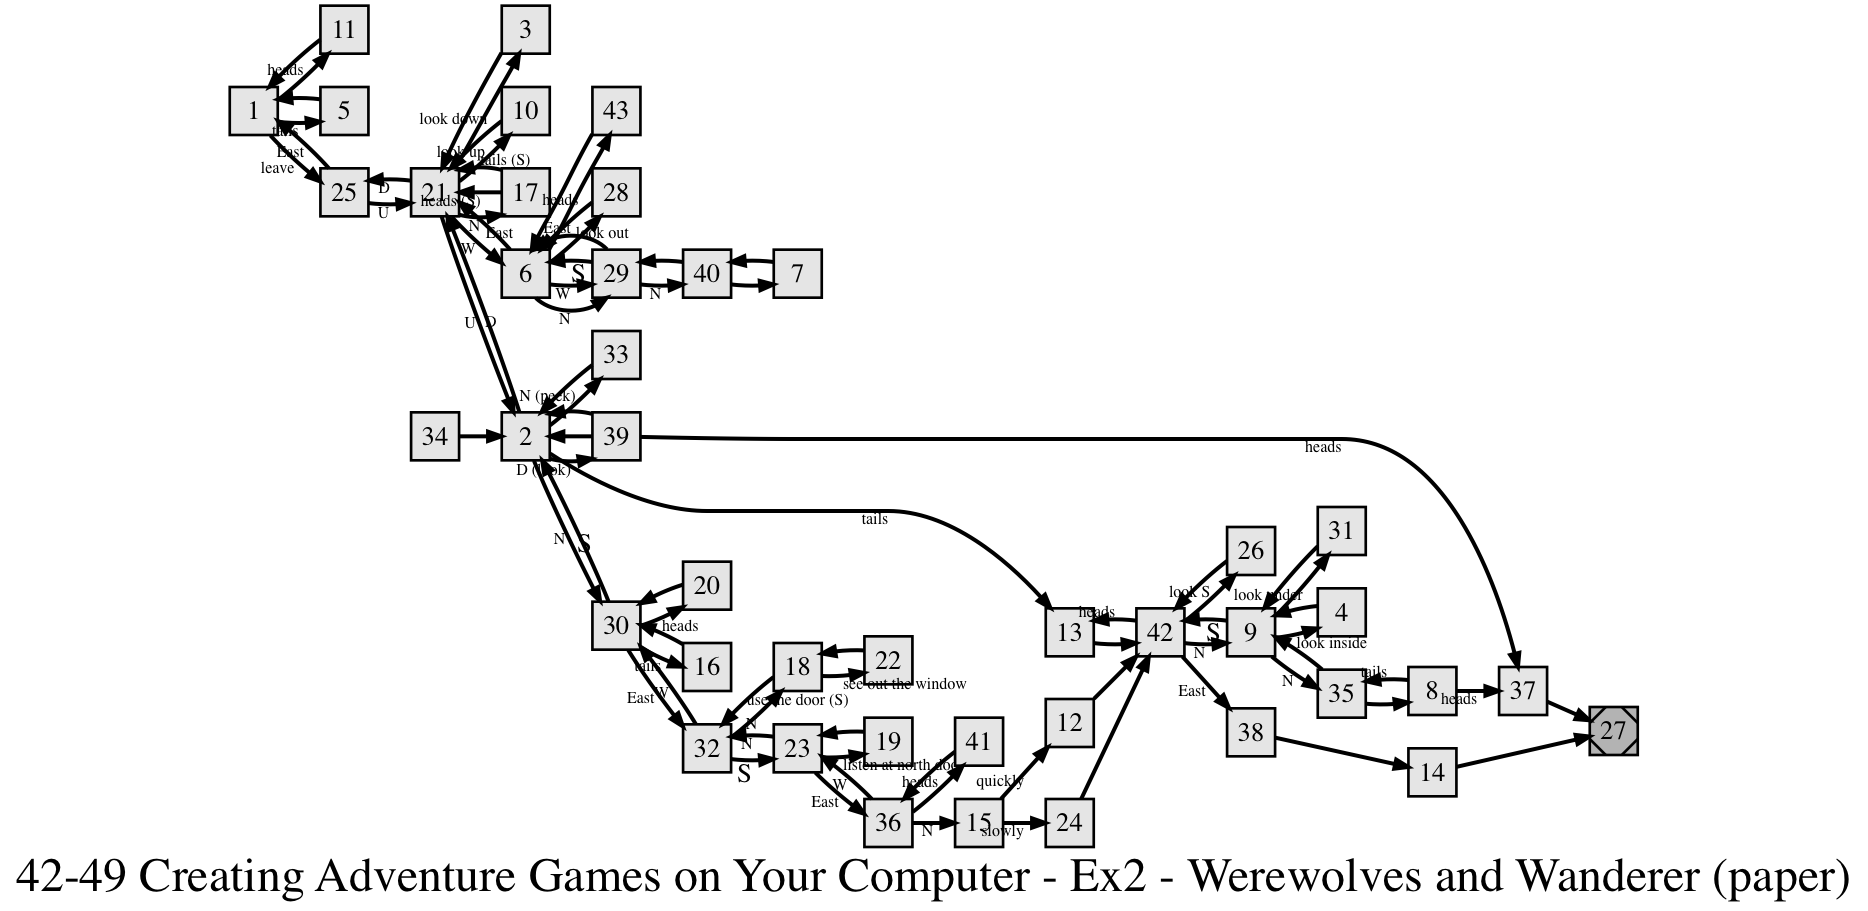 11
3
heads
1
5
10
43
look down
tails
East
leave
look up
tails (S)
25
D
U
21
heads (S)
17
heads
28
N
East
East
look out
W
6
S
29
40
7
W
N
N
U
D
33
N (peek)
34
2
39
heads
tails
N
S
31
26
20
look S
look under
4
30
heads
heads
13
42
S
9
N
look inside
16
18
22
tails
East
W
see out the window
N
35
tails
8
heads
37
use the door (S)
East
12
38
27
N
N
32
23
19
41
S
listen at north door
14
W
heads
quickly
East
36
N
15
slowly
24
42-49 Creating Adventure Games on Your Computer - Ex2 - Werewolves and Wanderer (paper)